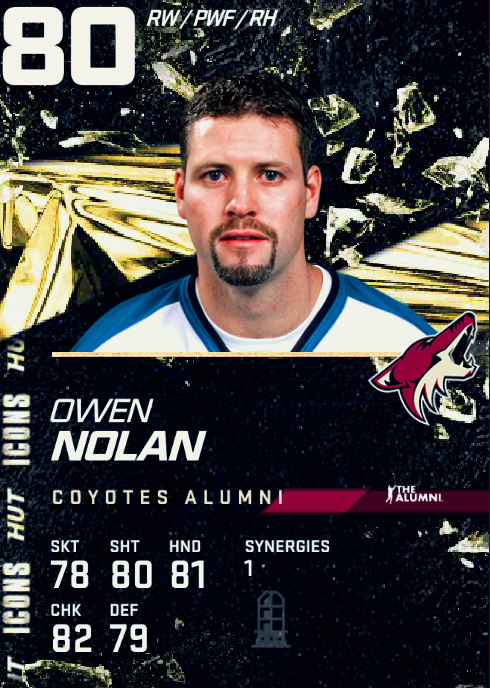 80
RW / PWF / RH
OWEN
NOLAN
COYOTES ALUMNI
THE
ALUMNI
SKT SHT HND SYNERGIES
78 80 81 1
CHK DEF
82 79
HUT
ICONS
HUT
ICONS